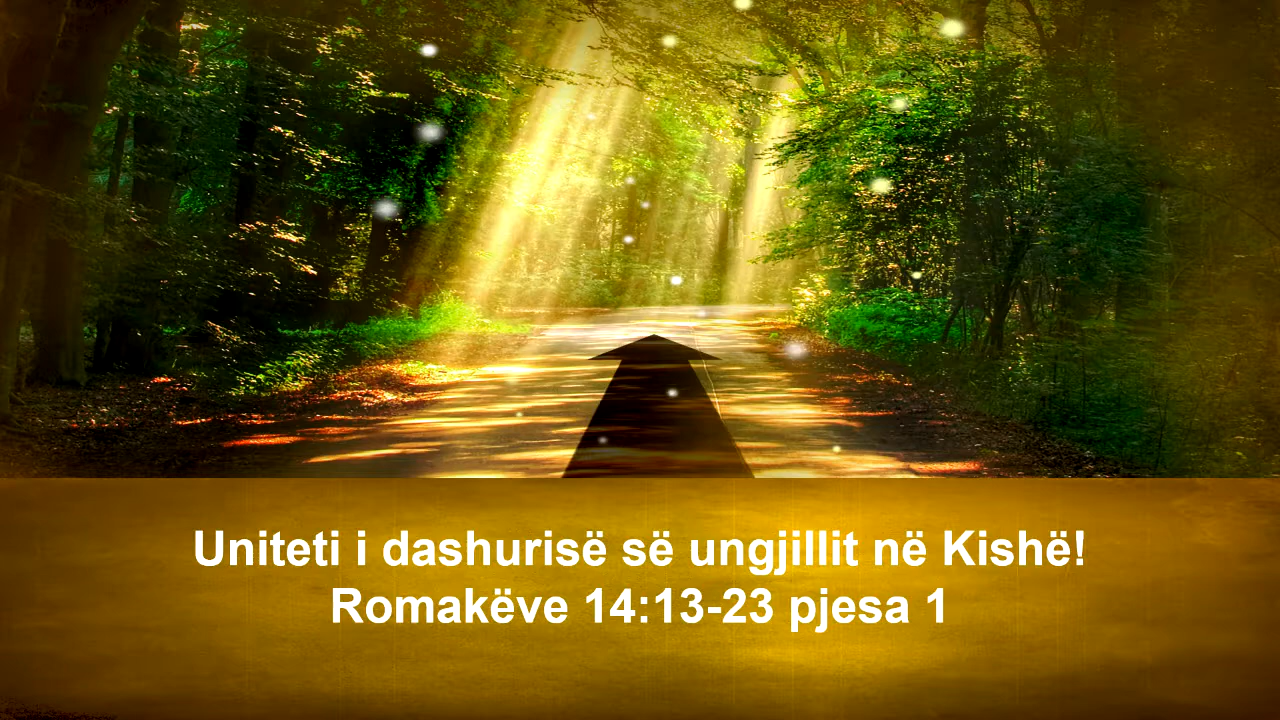 Uniteti i dashurisë së ungjillit në Kishë!
Romakëve 14:13-23 pjesa 1